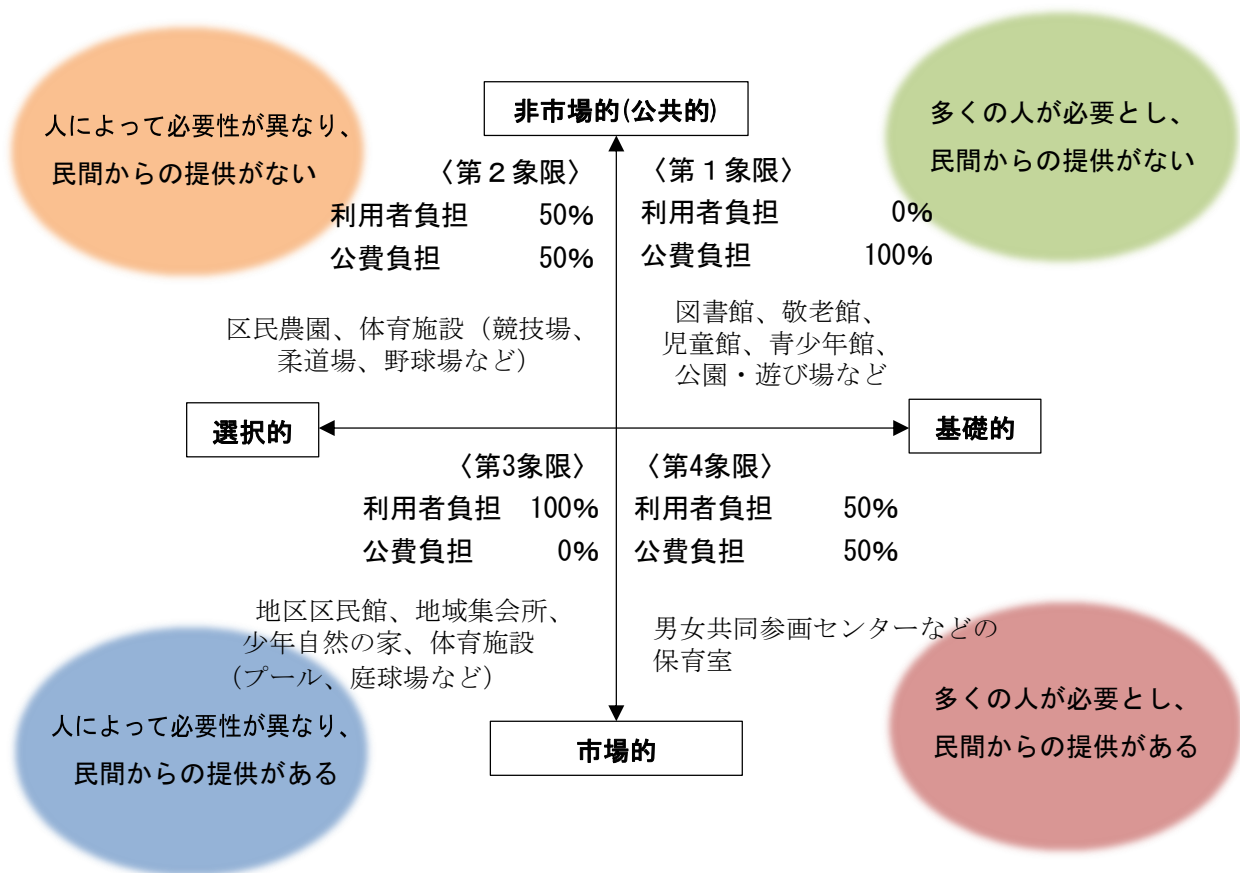 非市場的(公共的)
人によって必要性が異なり、
民間からの提供がない
〈第２象限〉
利用者負担 50%
公費負担 50%
区民農園、体育施設（競技場、
柔道場、野球場など）
多くの人が必要とし、
民間からの提供がない
〈第１象限〉
利用者負担 0%
公費負担 100%
図書館、敬老館、
児童館、青少年館、
公園・遊び場など
選択的
基礎的
〈第3象限〉
利用者負担 100%
公費負担 0%
地区区民館、地域集会所、
少年自然の家、体育施設
（プール、庭球場など）
人によって必要性が異なり、
民間からの提供がある
〈第4象限〉
利用者負担 50%
公費負担 50%
男女共同参画センターなどの
保育室
多くの人が必要とし、
民間からの提供がある
市場的